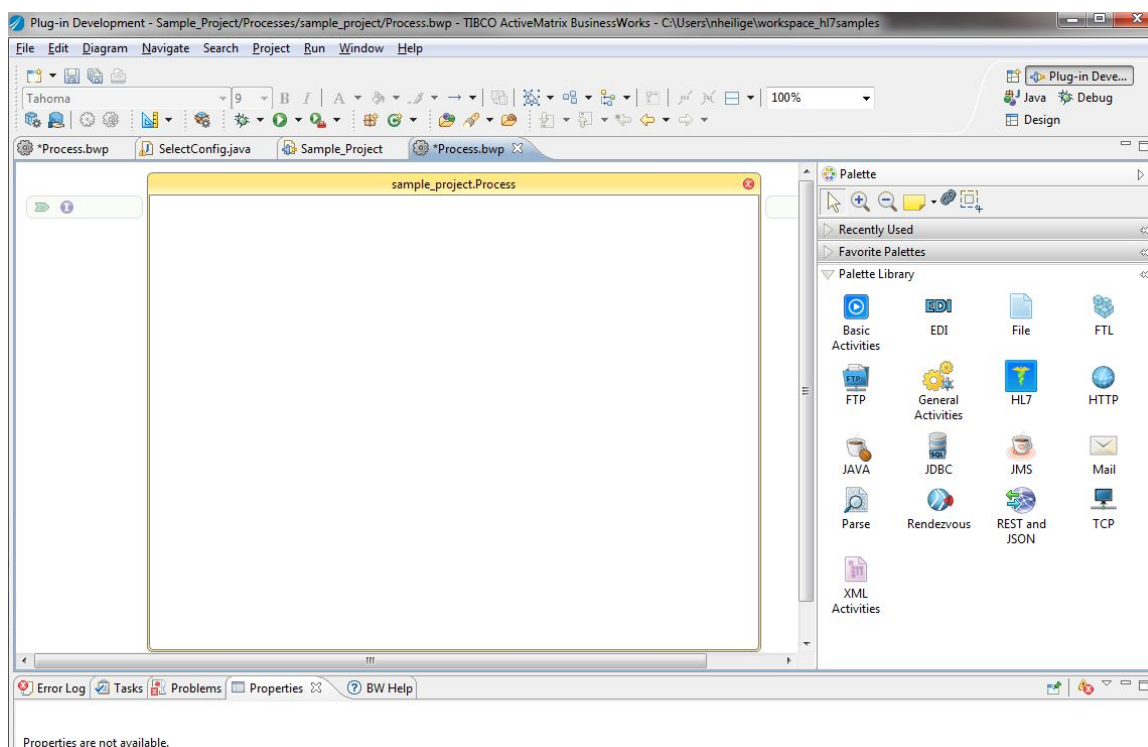 Plug-in Development - Sample_Project/Processes/sample_project/Process.bwp - TIBCO ActiveMatrix BusinessWorks - C:\Users\nheilige\workspace_hl7samples
File Edit Diagram Navigate Search Project Run Window Help
Plug-in Deve...
Tahoma 9 B I A 100%
Java Debug
Design
*Process.bwp SelectConfig.java Sample_Project *Process.bwp
sample_project.Process
Palette
Recently Used
Favorite Palettes
Palette Library
Basic Activities
EDI
File
FTL
FTP
General Activities
HL7
HTTP
JAVA
JDBC
JMS
Mail
Parse
Rendezvous
REST and JSON
TCP
XML Activities
Error Log Tasks Problems Properties BW Help
Properties are not available.